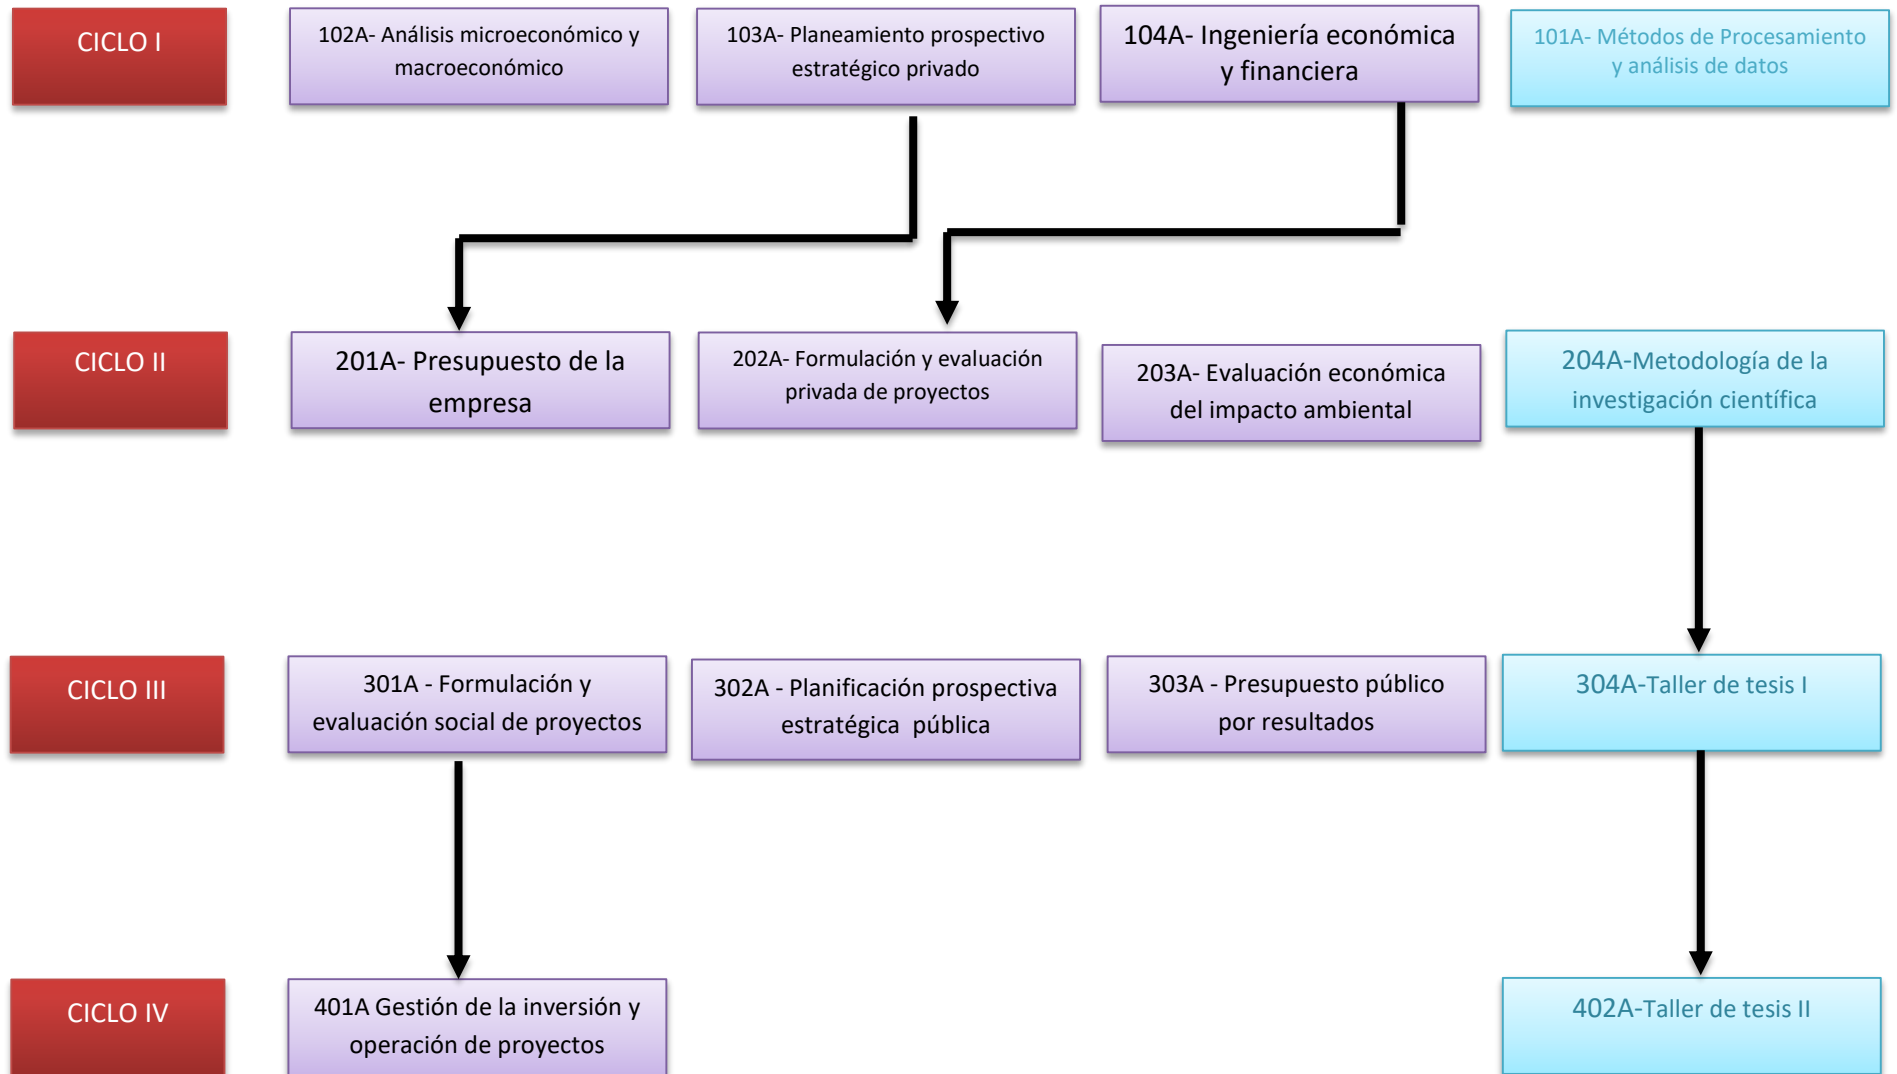 CICLO I
102A- Análisis microeconómico y
macroeconómico
103A- Planeamiento prospectivo
estratégico privado
104A- Ingeniería económica
y financiera
101A- Métodos de Procesamiento
y análisis de datos
CICLO II
201A- Presupuesto de la
empresa
202A- Formulación y evaluación
privada de proyectos
203A- Evaluación económica
del impacto ambiental
204A-Metodología de la
investigación científica
CICLO III
301A - Formulación y
evaluación social de proyectos
302A - Planificación prospectiva
estratégica pública
303A - Presupuesto público
por resultados
304A-Taller de tesis I
CICLO IV
401A Gestión de la inversión y
operación de proyectos
402A-Taller de tesis II